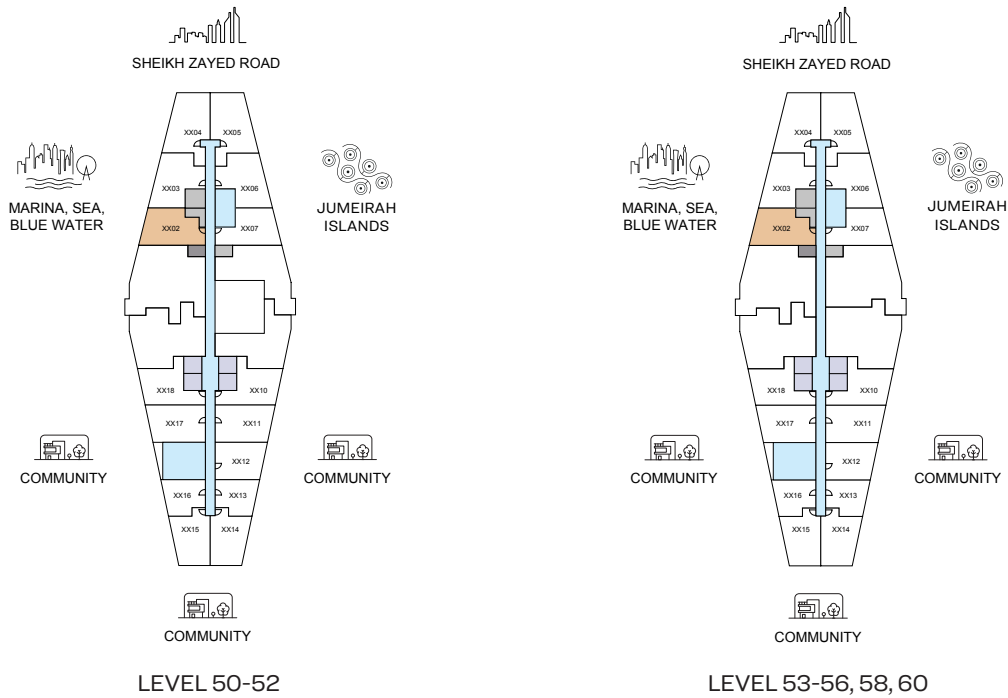 SHEIKH ZAYED ROAD
XX04
XX05
MARINA, SEA,
BLUE WATER
JUMEIRAH
ISLANDS
XX03
XX06
XX02
XX07
XX18
XX10
XX17
XX11
COMMUNITY
COMMUNITY
XX12
XX16
XX13
XX15
XX14
COMMUNITY
LEVEL 50-52
SHEIKH ZAYED ROAD
XX04
XX05
MARINA, SEA,
BLUE WATER
JUMEIRAH
ISLANDS
XX03
XX06
XX02
XX07
XX18
XX10
XX17
XX11
COMMUNITY
COMMUNITY
XX12
XX16
XX13
XX15
XX14
COMMUNITY
LEVEL 53-56, 58, 60